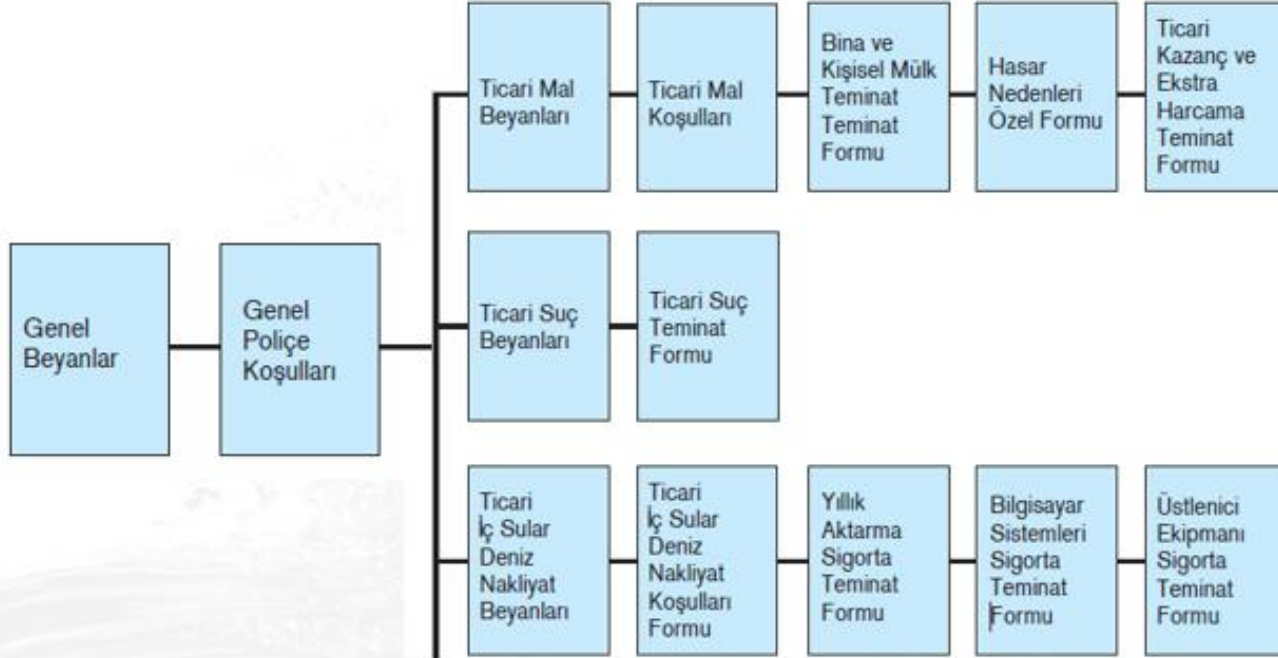 Ticari Mal
Beyanları
Ticari Mal
Koşulları
Bina ve
Kişisel Mülk
Teminat
Teminat
Formu
Hasar
Nedenleri
Özel Formu
Ticari
Kazanç ve
Ekstra
Harcama
Teminat
Formu
Genel
Beyanlar
Genel
Poliçe
Koşulları
Ticari Suç
Beyanları
Ticari Suç
Teminat
Formu
Ticari
İç Sular
Deniz
Nakliyat
Beyanları
Ticari
İç Sular
Deniz
Nakliyat
Koşulları
Formu
Yıllık
Aktarma
Sigorta
Teminat
Formu
Bilgisayar
Sistemleri
Sigorta
Teminat
Formu
Üstlenici
Ekipmanı
Sigorta
Teminat
Formu